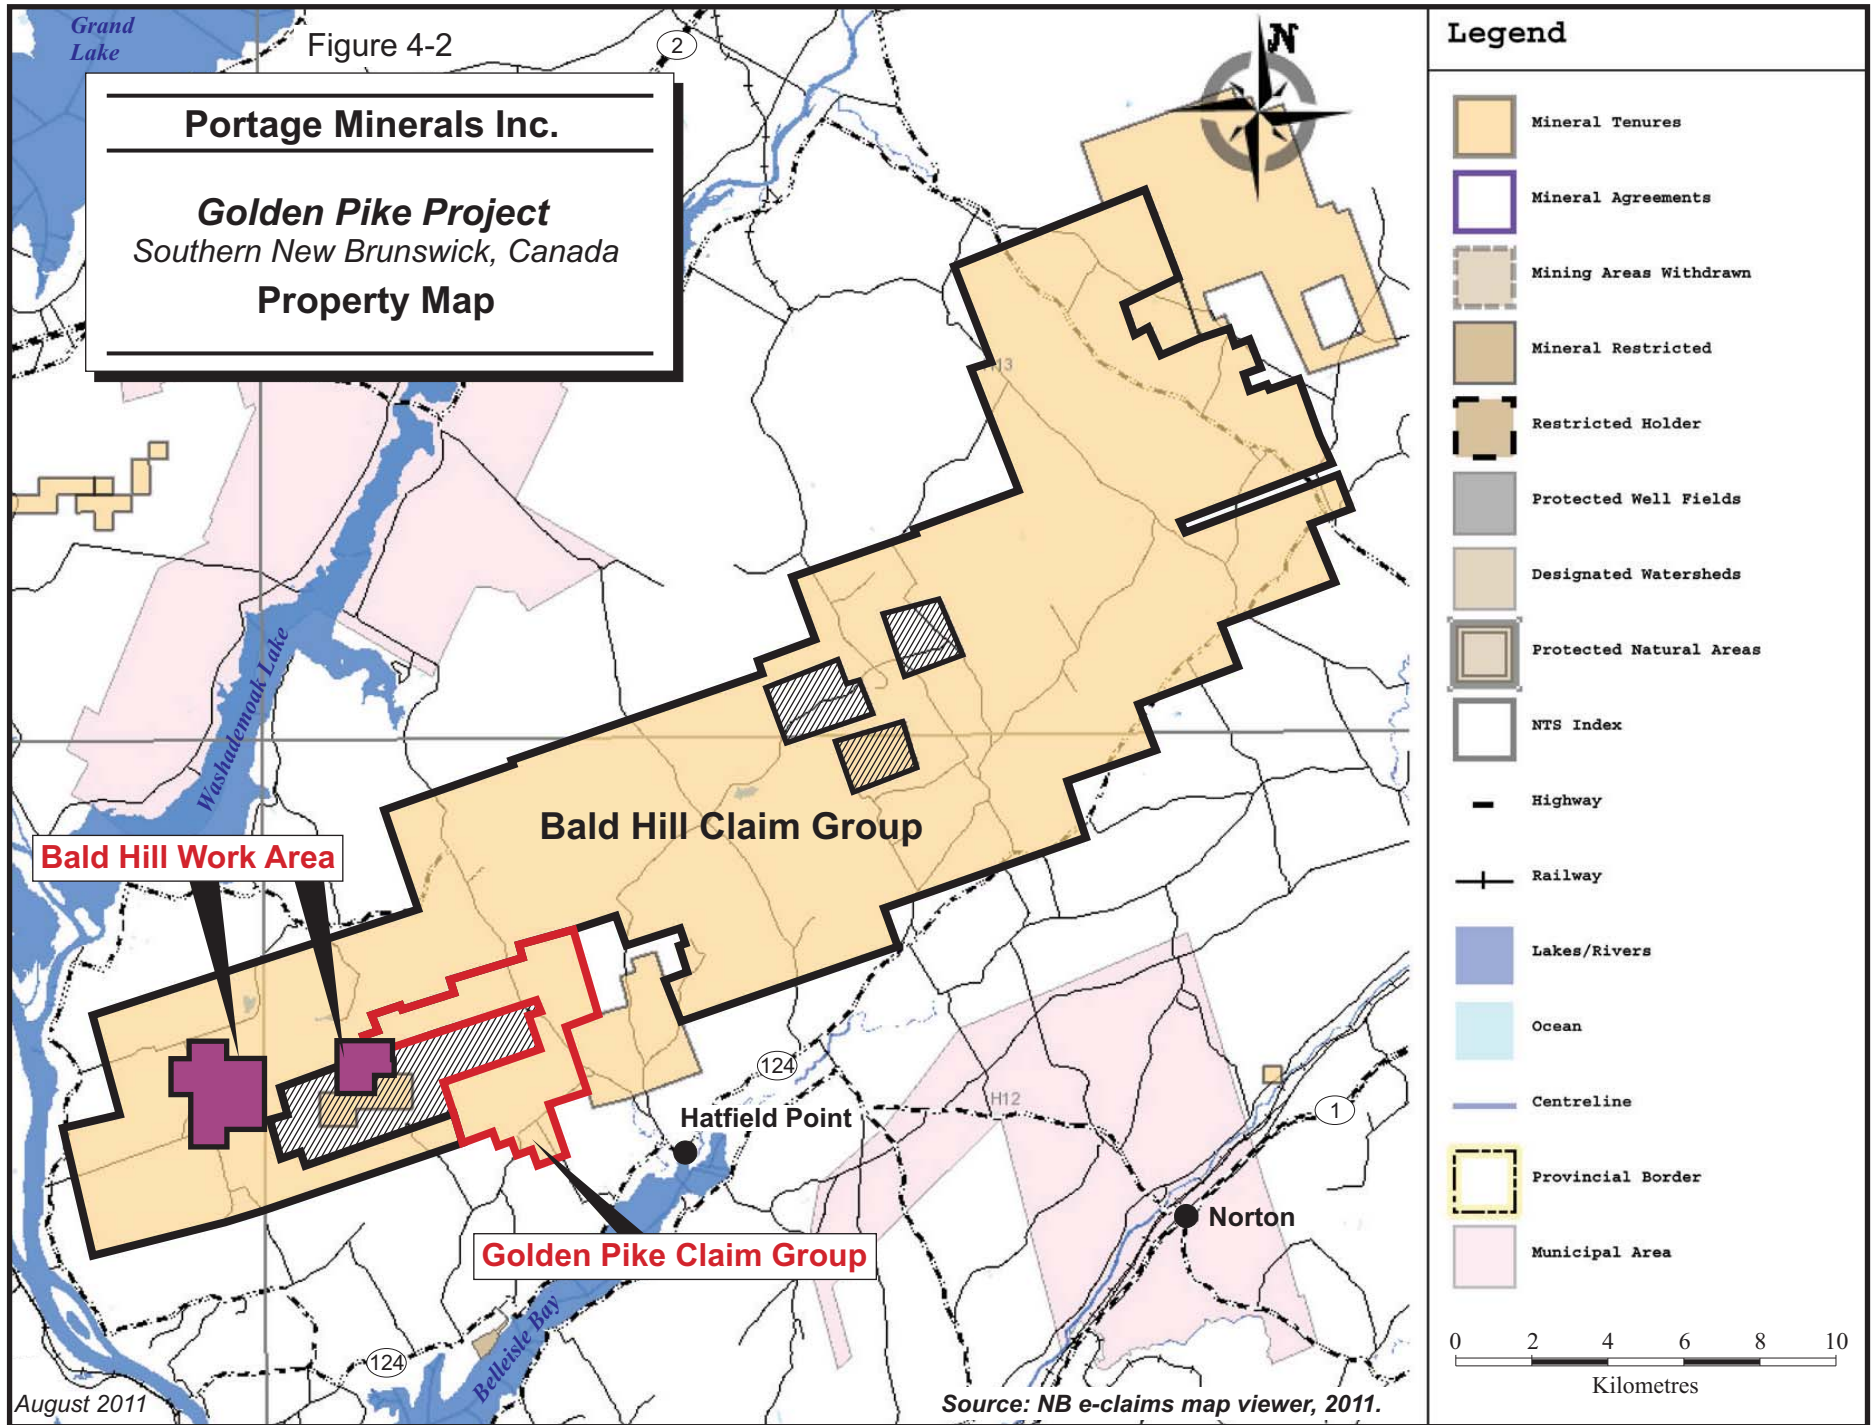 Grand
Lake
Figure 4-2
2
N
Portage Minerals Inc.
Golden Pike Project
Southern New Brunswick, Canada
Property Map
Washademoak Lake
Bald Hill Claim Group
Bald Hill Work Area
Hatfield Point
124
H12
1
Norton
Golden Pike Claim Group
Belleisle Bay
124
August 2011
Source: NB e-claims map viewer, 2011.
Legend
Mineral Tenures
Mineral Agreements
Mining Areas Withdrawn
Mineral Restricted
Restricted Holder
Protected Well Fields
Designated Watersheds
Protected Natural Areas
NTS Index
Highway
Railway
Lakes/Rivers
Ocean
Centreline
Provincial Border
Municipal Area
0 2 4 6 8 10
Kilometres